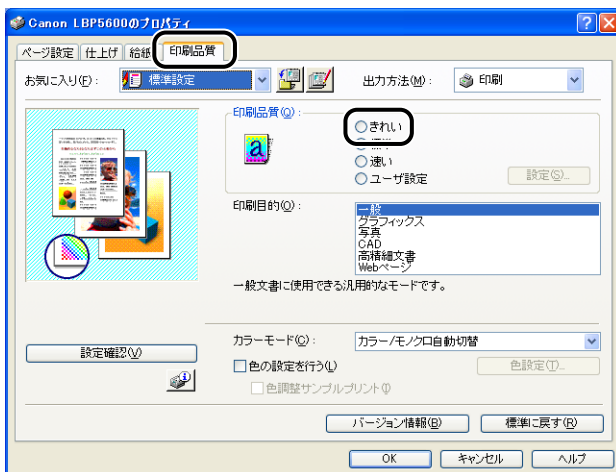 Canon LBP5600のプロパティ
ページ設定 仕上げ 給紙 印刷品質
お気に入り(F): 標準設定 出力方法(M): 印刷
印刷品質(Q):
きれい
速い
ユーザ設定 設定(S)...
印刷目的(O):
一般
グラフィックス
写真
CAD
高精細文書
Webページ
一般文書に使用できる汎用的なモードです。
カラーモード(C): カラー/モノクロ自動切替
設定確認(V)
色の設定を行う(L) 色設定(T)...
色調整サンプルプリント(I)
バージョン情報(B) 標準に戻す(R)
OK キャンセル ヘルプ